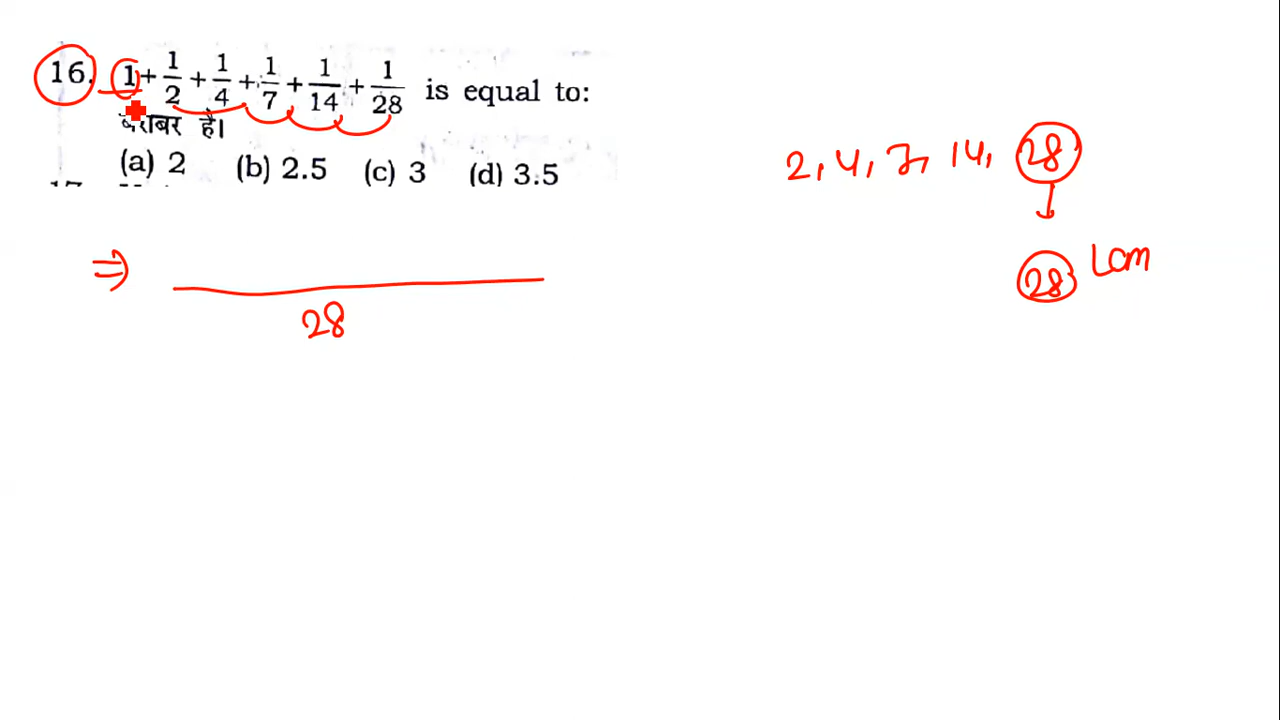 16. 1 + 1/2 + 1/4 + 1/7 + 1/14 + 1/28 is equal to:
बराबर है।
(a) 2 (b) 2.5 (c) 3 (d) 3.5
2, 4, 7, 14, 28
28 Lcm
⇒
28